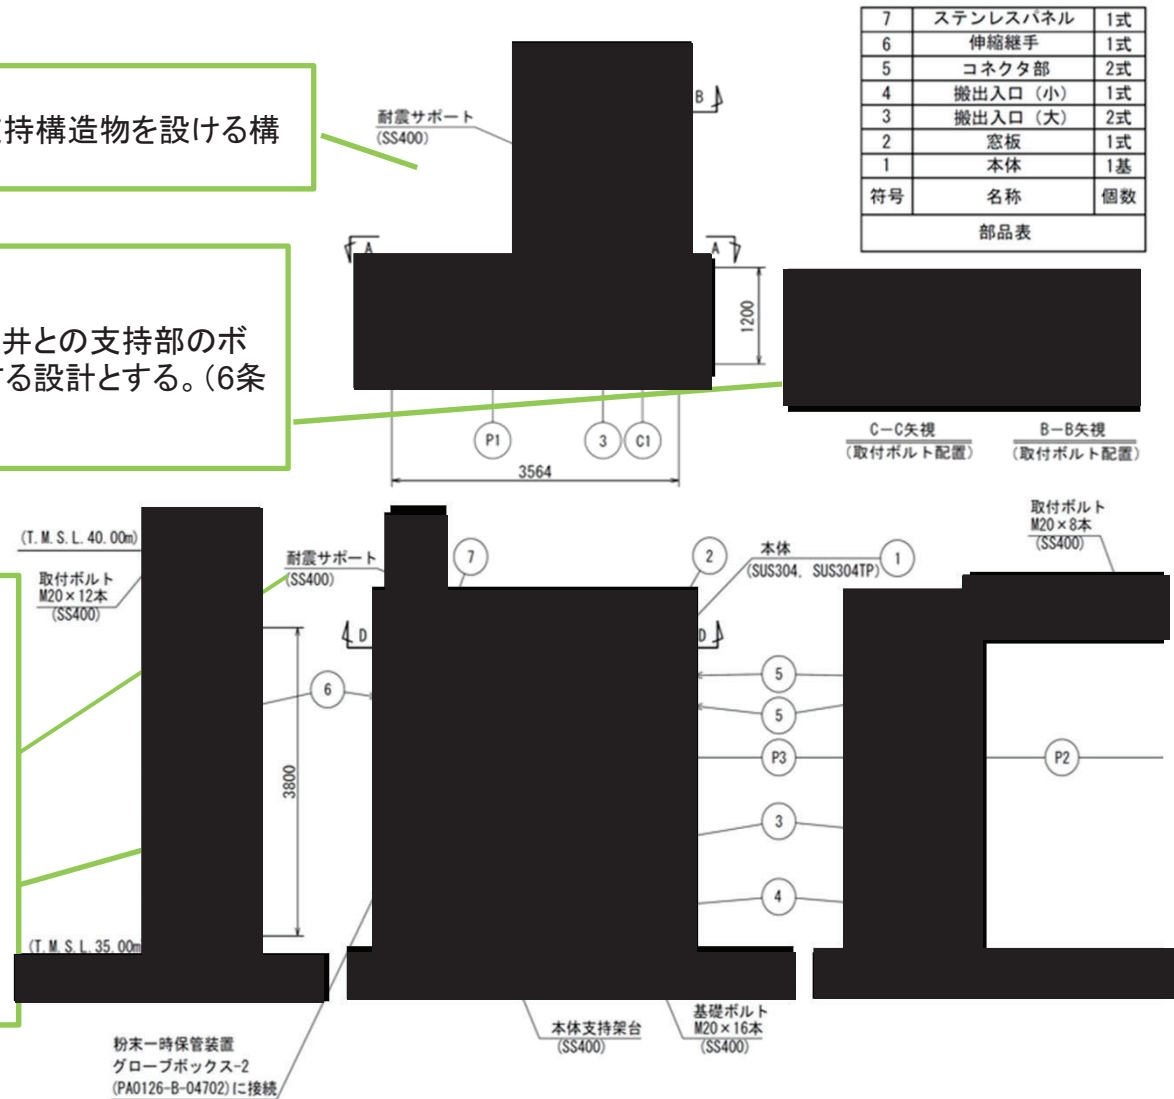 7 ステンレスパネル 1式
6 伸縮継手 1式
5 コネクタ部 2式
4 搬出入口（小） 1式
3 搬出入口（大） 2式
2 窓板 1式
1 本体 1基
符号 名称 個数
部品表
持構造物を設ける構
耐震サポート
(SS400)
B
A
A
1200
井との支持部のボ
する設計とする。(6条
P1
3
C1
3564
C－C矢視
(取付ボルト配置)
B－B矢視
(取付ボルト配置)
(T.M.S.L.40.00m)
取付ボルト
M20×12本
(SS400)
耐震サポート
(SS400)
7
2
本体
(SUS304, SUS304TP)
1
取付ボルト
M20×8本
(SS400)
D
D
6
5
5
P3
P2
3800
3
4
(T.M.S.L.35.00m
粉末一時保管装置
グローブボックス-2
(PA0126-B-04702)に接続
本体支持架台
(SS400)
基礎ボルト
M20×16本
(SS400)